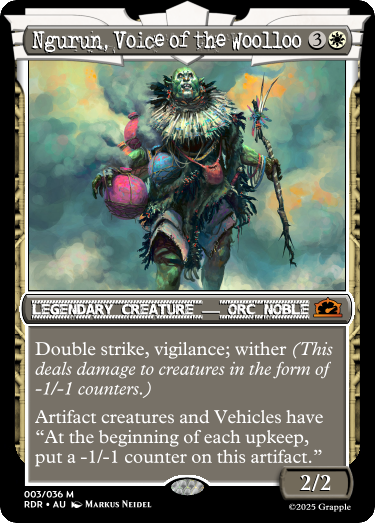 Ngurun, Voice of the Woolloo 3
Legendary Creature — Orc Noble
Double strike, vigilance; wither (This
deals damage to creatures in the form of
-1/-1 counters.)
Artifact creatures and Vehicles have
“At the beginning of each upkeep,
put a -1/-1 counter on this artifact.”
2/2
003/036 M
RDR • AU Markus Neidel
©2025 Grapple